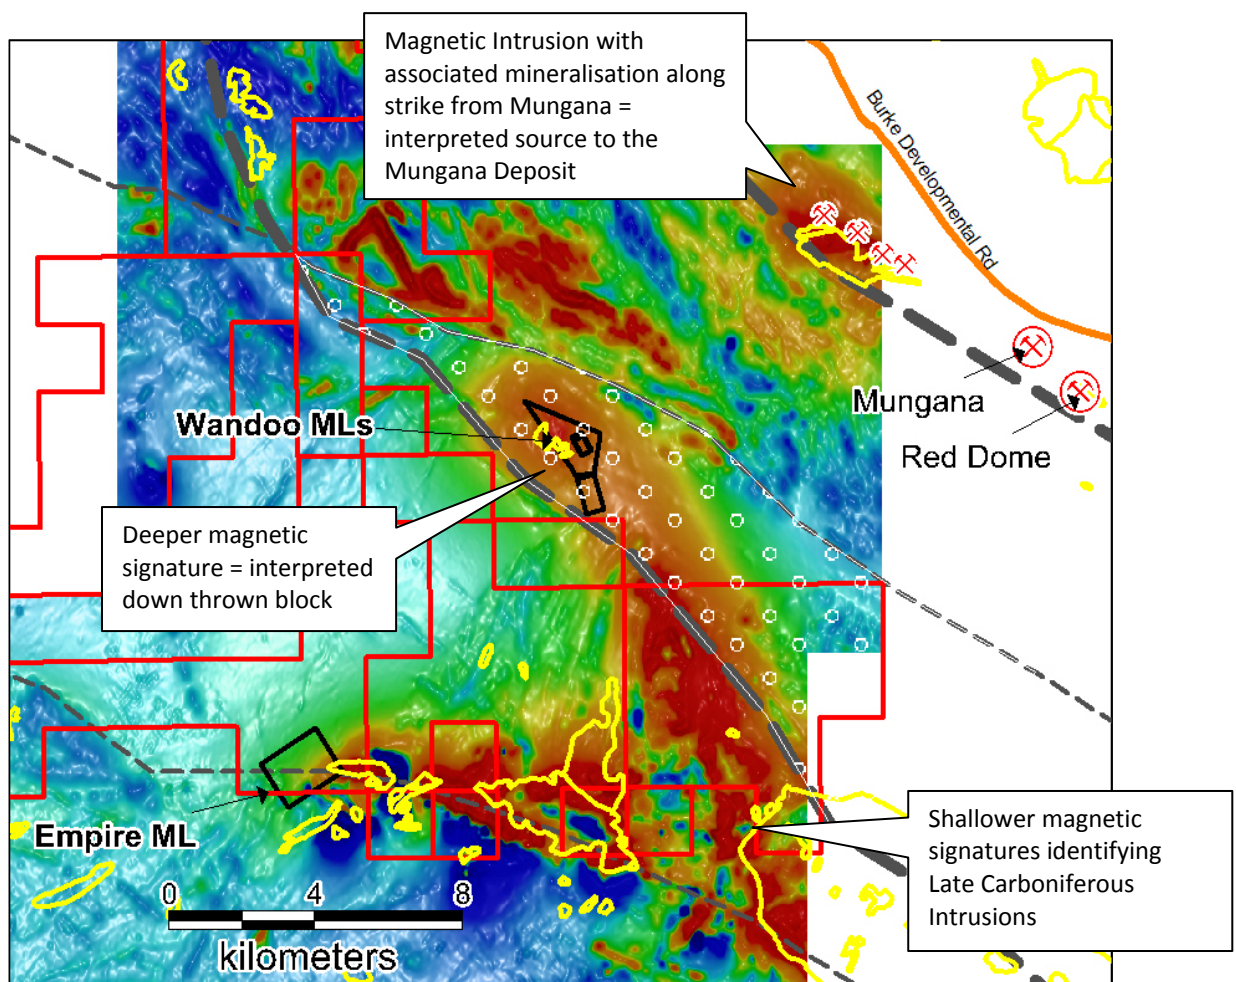 Magnetic Intrusion with
associated mineralisation along
strike from Mungana =
interpreted source to the
Mungana Deposit
Burke Developmental Rd
Mungana
Red Dome
Wandoo MLs
Deeper magnetic
signature = interpreted
down thrown block
Empire ML
Shallower magnetic
signatures identifying
Late Carboniferous
Intrusions
0 4 8
kilometers